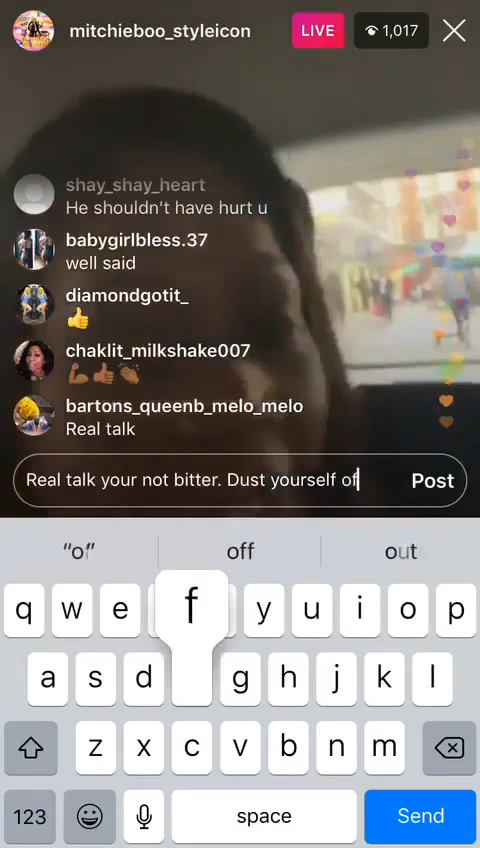 mitchieboo_styleicon LIVE 1,017
shay_shay_heart
He shouldn't have hurt u
babygirlbless.37
well said
diamondgotit_
👍
chaklit_milkshake007
💪🏾👍🏾👏🏾
bartons_queenb_melo_melo
Real talk
Real talk your not bitter. Dust yourself of Post
off out
q w e f y u i o p
a s d g h j k l
z x c v b n m
123 space Send